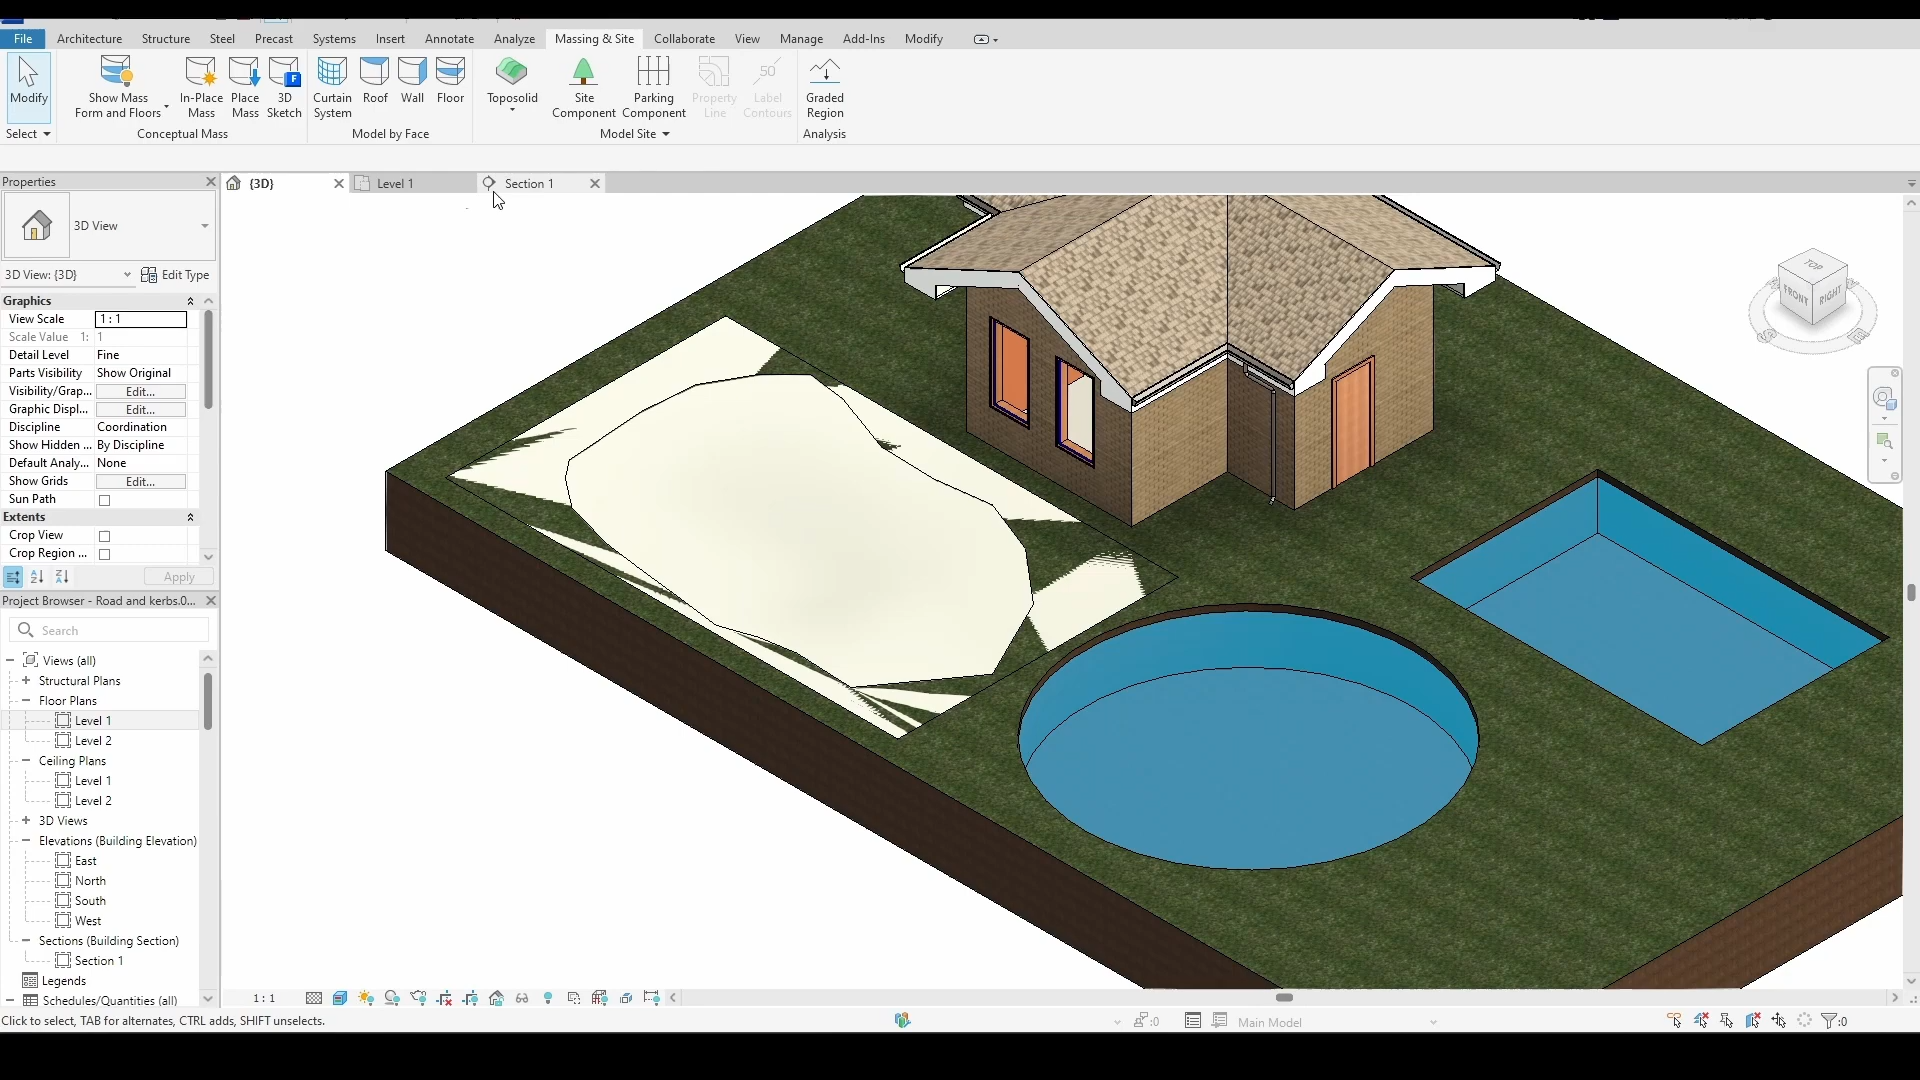 File Architecture Structure Steel Precast Systems Insert Annotate Analyze Massing & Site Collaborate View Manage Add-Ins Modify
Modify
Show Mass
Form and Floors
In-Place
Mass
Place
Mass
3D
Sketch
Curtain
System
Roof
Wall
Floor
Toposolid
Site
Component
Parking
Component
Property
Line
Label
Contours
Graded
Region
Select Conceptual Mass Model by Face Model Site Analysis
Properties
{3D} Level 1 Section 1
3D View
3D View: {3D} Edit Type
Graphics
View Scale 1 : 1
Scale Value 1: 1
Detail Level Fine
Parts Visibility Show Original
Visibility/Grap... Edit...
Graphic Displ... Edit...
Discipline Coordination
Show Hidden ... By Discipline
Default Analy... None
Show Grids Edit...
Sun Path
Extents
Crop View
Crop Region ...
Apply
Project Browser - Road and kerbs.0...
Search
Views (all)
Structural Plans
Floor Plans
Level 1
Level 2
Ceiling Plans
Level 1
Level 2
3D Views
Elevations (Building Elevation)
East
North
South
West
Sections (Building Section)
Section 1
Legends
Schedules/Quantities (all)
TOP
FRONT
RIGHT
1 : 1
Click to select, TAB for alternates, CTRL adds, SHIFT unselects.
:0
Main Model
:0